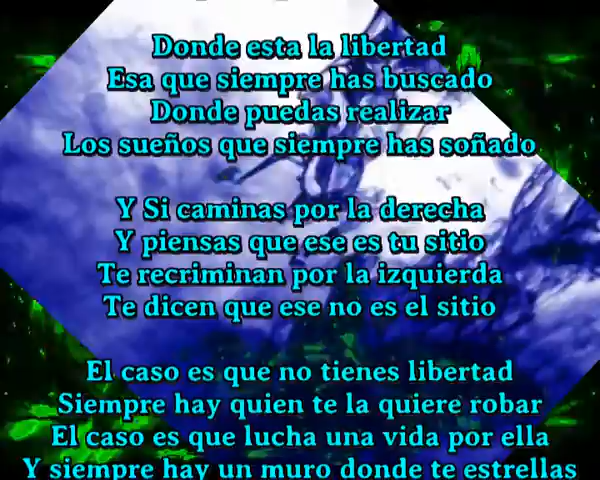 Donde esta la libertad
Esa que siempre has buscado
Donde puedas realizar
Los sueños que siempre has soñado
Y Si caminas por la derecha
Y piensas que ese es tu sitio
Te recriminan por la izquierda
Te dicen que ese no es el sitio
El caso es que no tienes libertad
Siempre hay quien te la quiere robar
El caso es que lucha una vida por ella
Y siempre hay un muro donde te estrellas